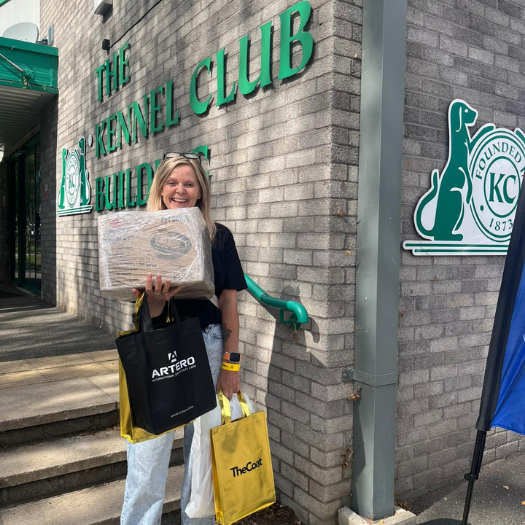 THE
KENNEL CLUB
BUILDING
FOUNDED
KC
1873
ARTERO
TheCoat